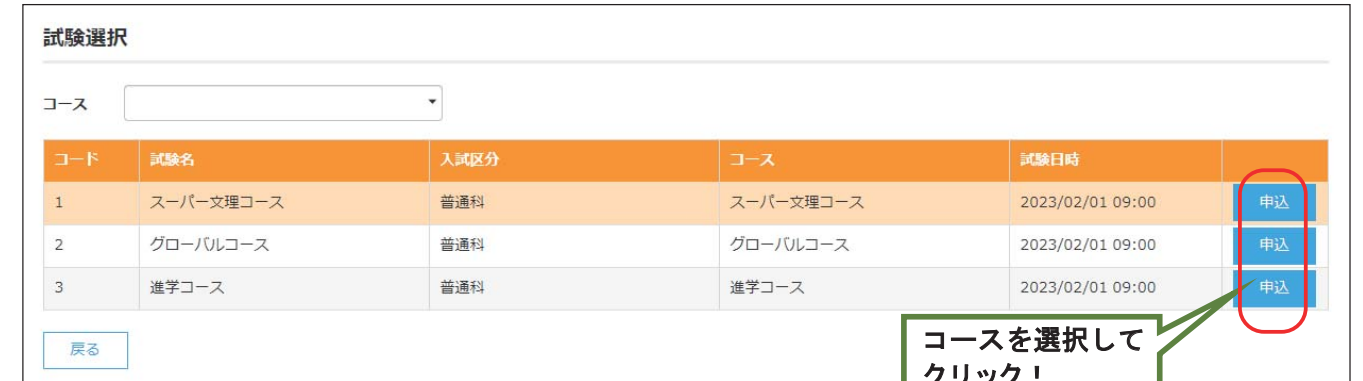 試験選択
コース
コード 試験名 入試区分 コース 試験日時
1 スーパー文理コース 普通科 スーパー文理コース 2023/02/01 09:00 申込
2 グローバルコース 普通科 グローバルコース 2023/02/01 09:00 申込
3 進学コース 普通科 進学コース 2023/02/01 09:00 申込
戻る
コースを選択して
クリック!